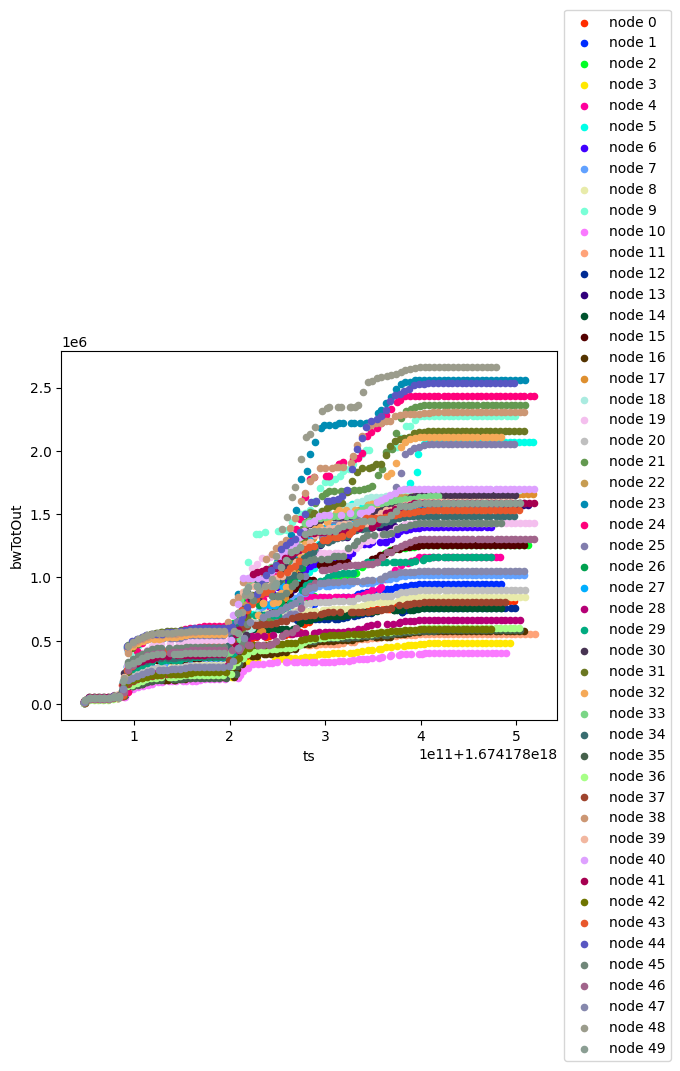 node 0
node 1
node 2
node 3
node 4
node 5
node 6
node 7
node 8
node 9
node 10
node 11
node 12
node 13
node 14
node 15
node 16
node 17
node 18
node 19
node 20
node 21
node 22
node 23
node 24
node 25
node 26
node 27
node 28
node 29
node 30
node 31
node 32
node 33
node 34
node 35
node 36
node 37
node 38
node 39
node 40
node 41
node 42
node 43
node 44
node 45
node 46
node 47
node 48
node 49
1e6
2.5
2.0
1.5
1.0
0.5
0.0
bwTotOut
1 2 3 4 5
ts
1e11+1.674178e18